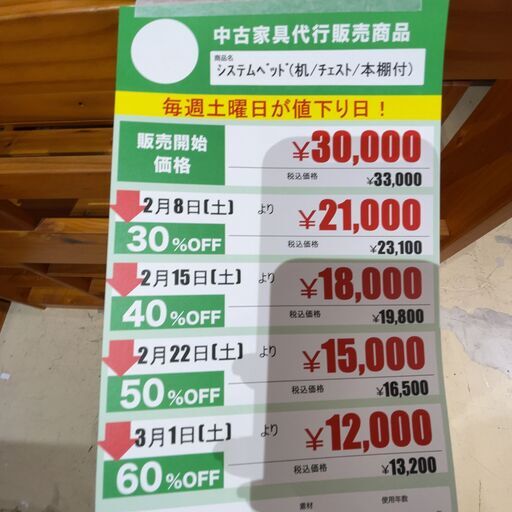 中古家具代行販売商品
商品名
システムベッド(机/チェスト/本棚付)
毎週土曜日が値下り日！
販売開始
価格
¥30,000
税込価格 ¥33,000
2月8日(土) より
30%OFF
¥21,000
税込価格 ¥23,100
2月15日(土) より
40%OFF
¥18,000
税込価格 ¥19,800
2月22日(土) より
50%OFF
¥15,000
税込価格 ¥16,500
3月1日(土) より
60%OFF
¥12,000
税込価格 ¥13,200
素材 使用年数